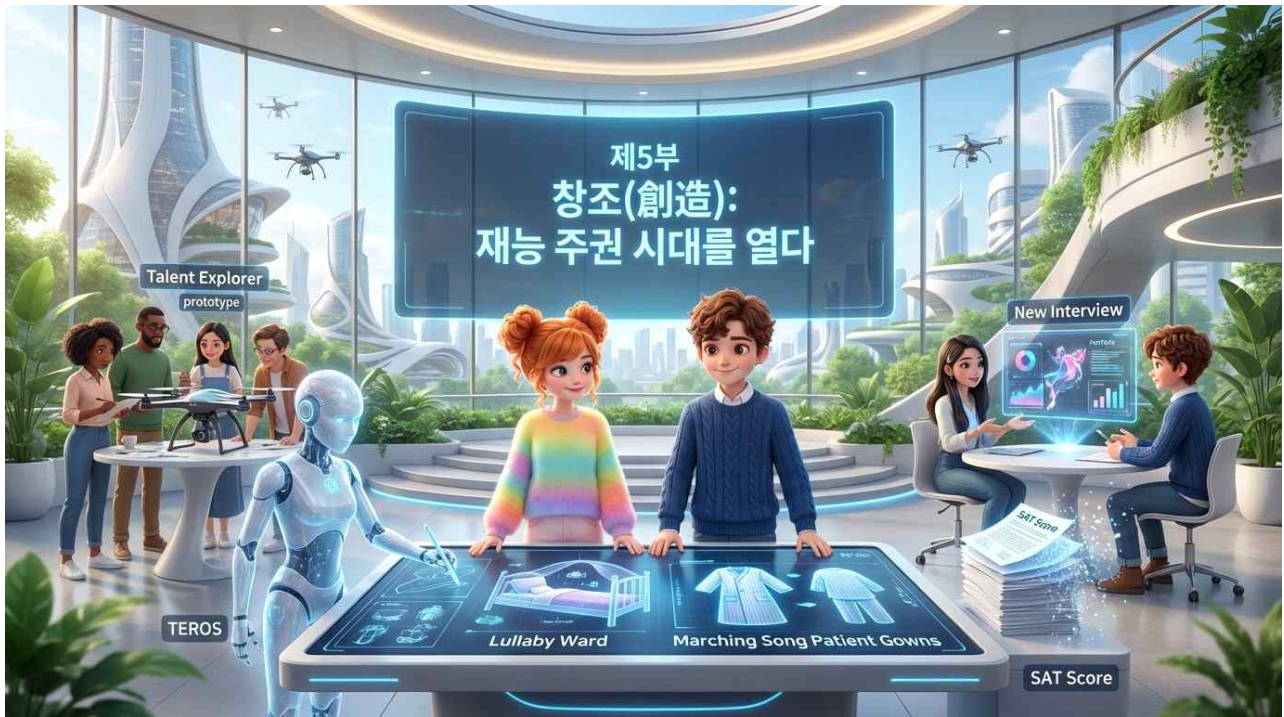 제5부
창조(創造):
재능 주권 시대를 열다
Talent Explorer
prototype
New Interview
Portfolio
TEROS
Lullaby Ward
Marching Song Patient Gowns
SAT Score
SAT Score